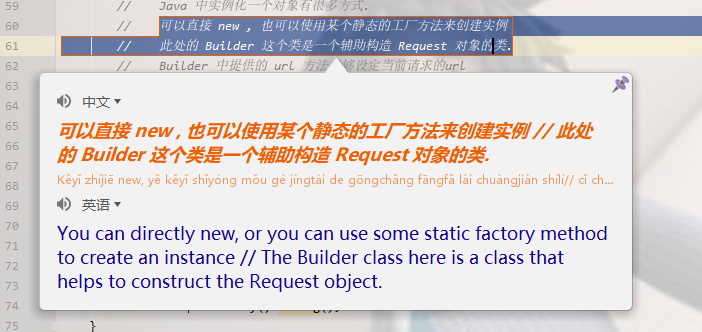 59 // Java 中实例化一个对象有很多方式.
60 // 可以直接 new , 也可以使用某个静态的工厂方法来创建实例
61 // 此处的 Builder 这个类是一个辅助构造 Request 对象的类.
62 // Builder 中提供的 url 方法 能够设定当前请求的url
63
64
65
66
67
68
69
70
71
72
73
74
75 }
中文
可以直接 new , 也可以使用某个静态的工厂方法来创建实例 // 此处
的 Builder 这个类是一个辅助构造 Request 对象的类.
Kěyǐ zhíjiē new, yě kěyǐ shǐyòng mǒu gè jìngtài de gōngchǎng fāngfǎ lái chuàngjiàn shílì// cǐ ch...
英语
You can directly new, or you can use some static factory method
to create an instance // The Builder class here is a class that
helps to construct the Request object.